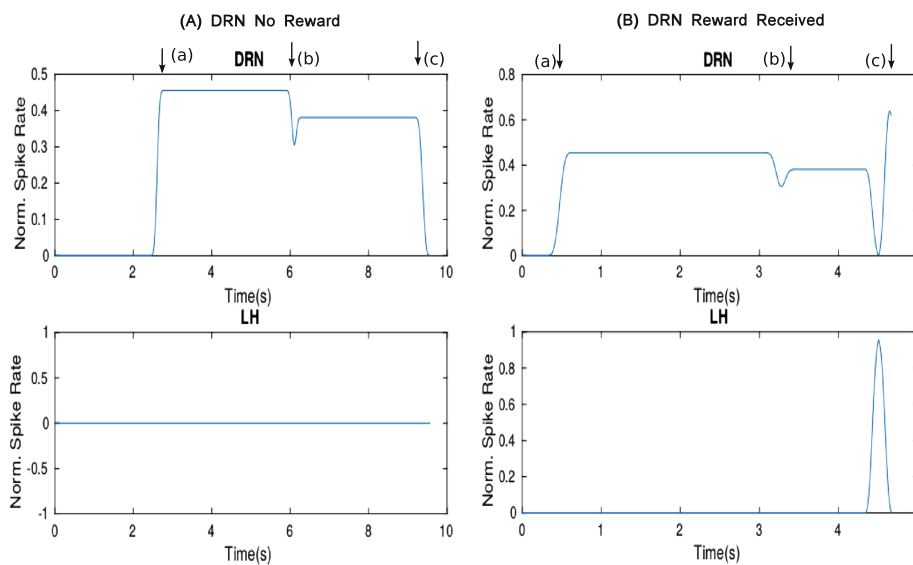 (A) DRN No Reward
(a)
DRN
(b)
(c)
0.5
0.4
0.3
0.2
0.1
0
Norm. Spike Rate
0 2 4 6 8 10
Time(s)
LH
1
0.5
0
-0.5
-1
Norm. Spike Rate
0 2 4 6 8 10
Time(s)
(B) DRN Reward Received
(a)
DRN
(b)
(c)
0.8
0.6
0.4
0.2
0
Norm. Spike Rate
0 1 2 3 4
Time(s)
LH
1
0.8
0.6
0.4
0.2
0
Norm. Spike Rate
0 1 2 3 4
Time(s)